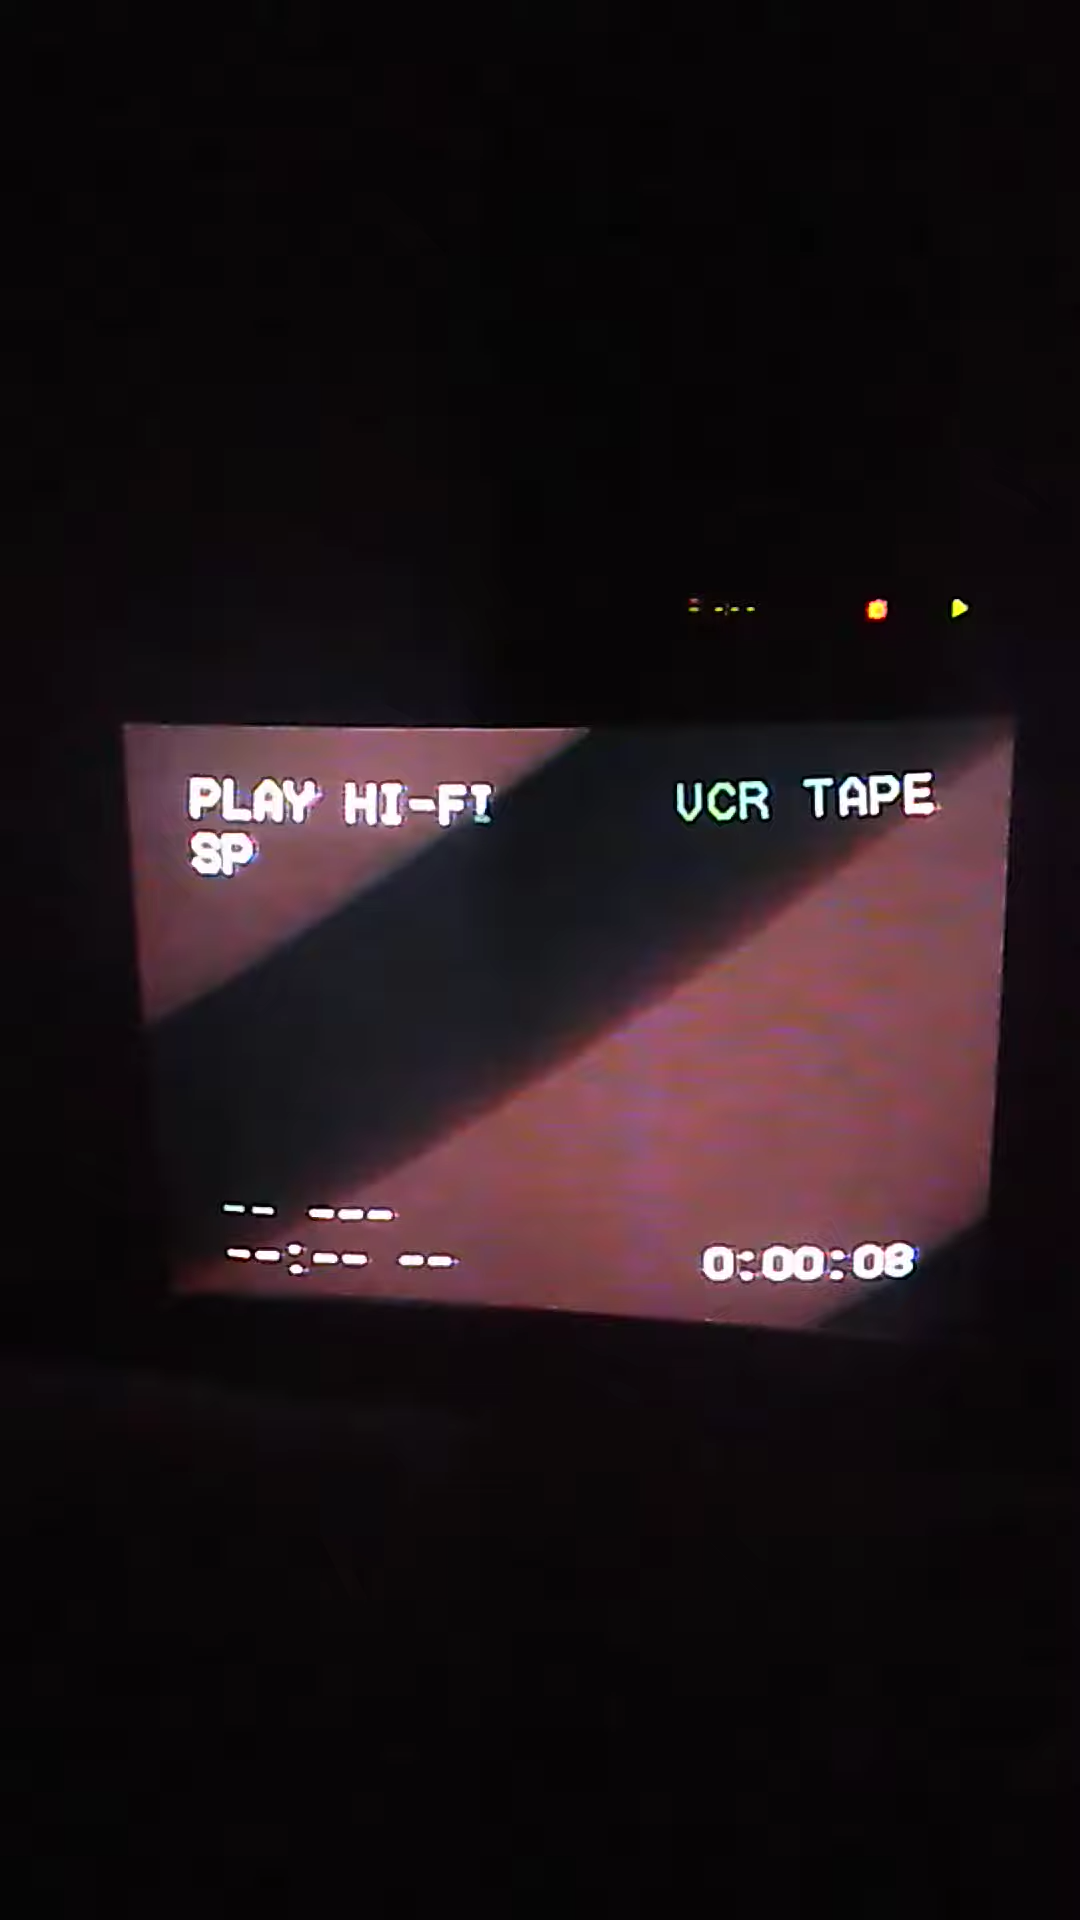 PLAY HI-FI
VCR TAPE
SP
-- ---
--:-- --
0:00:08